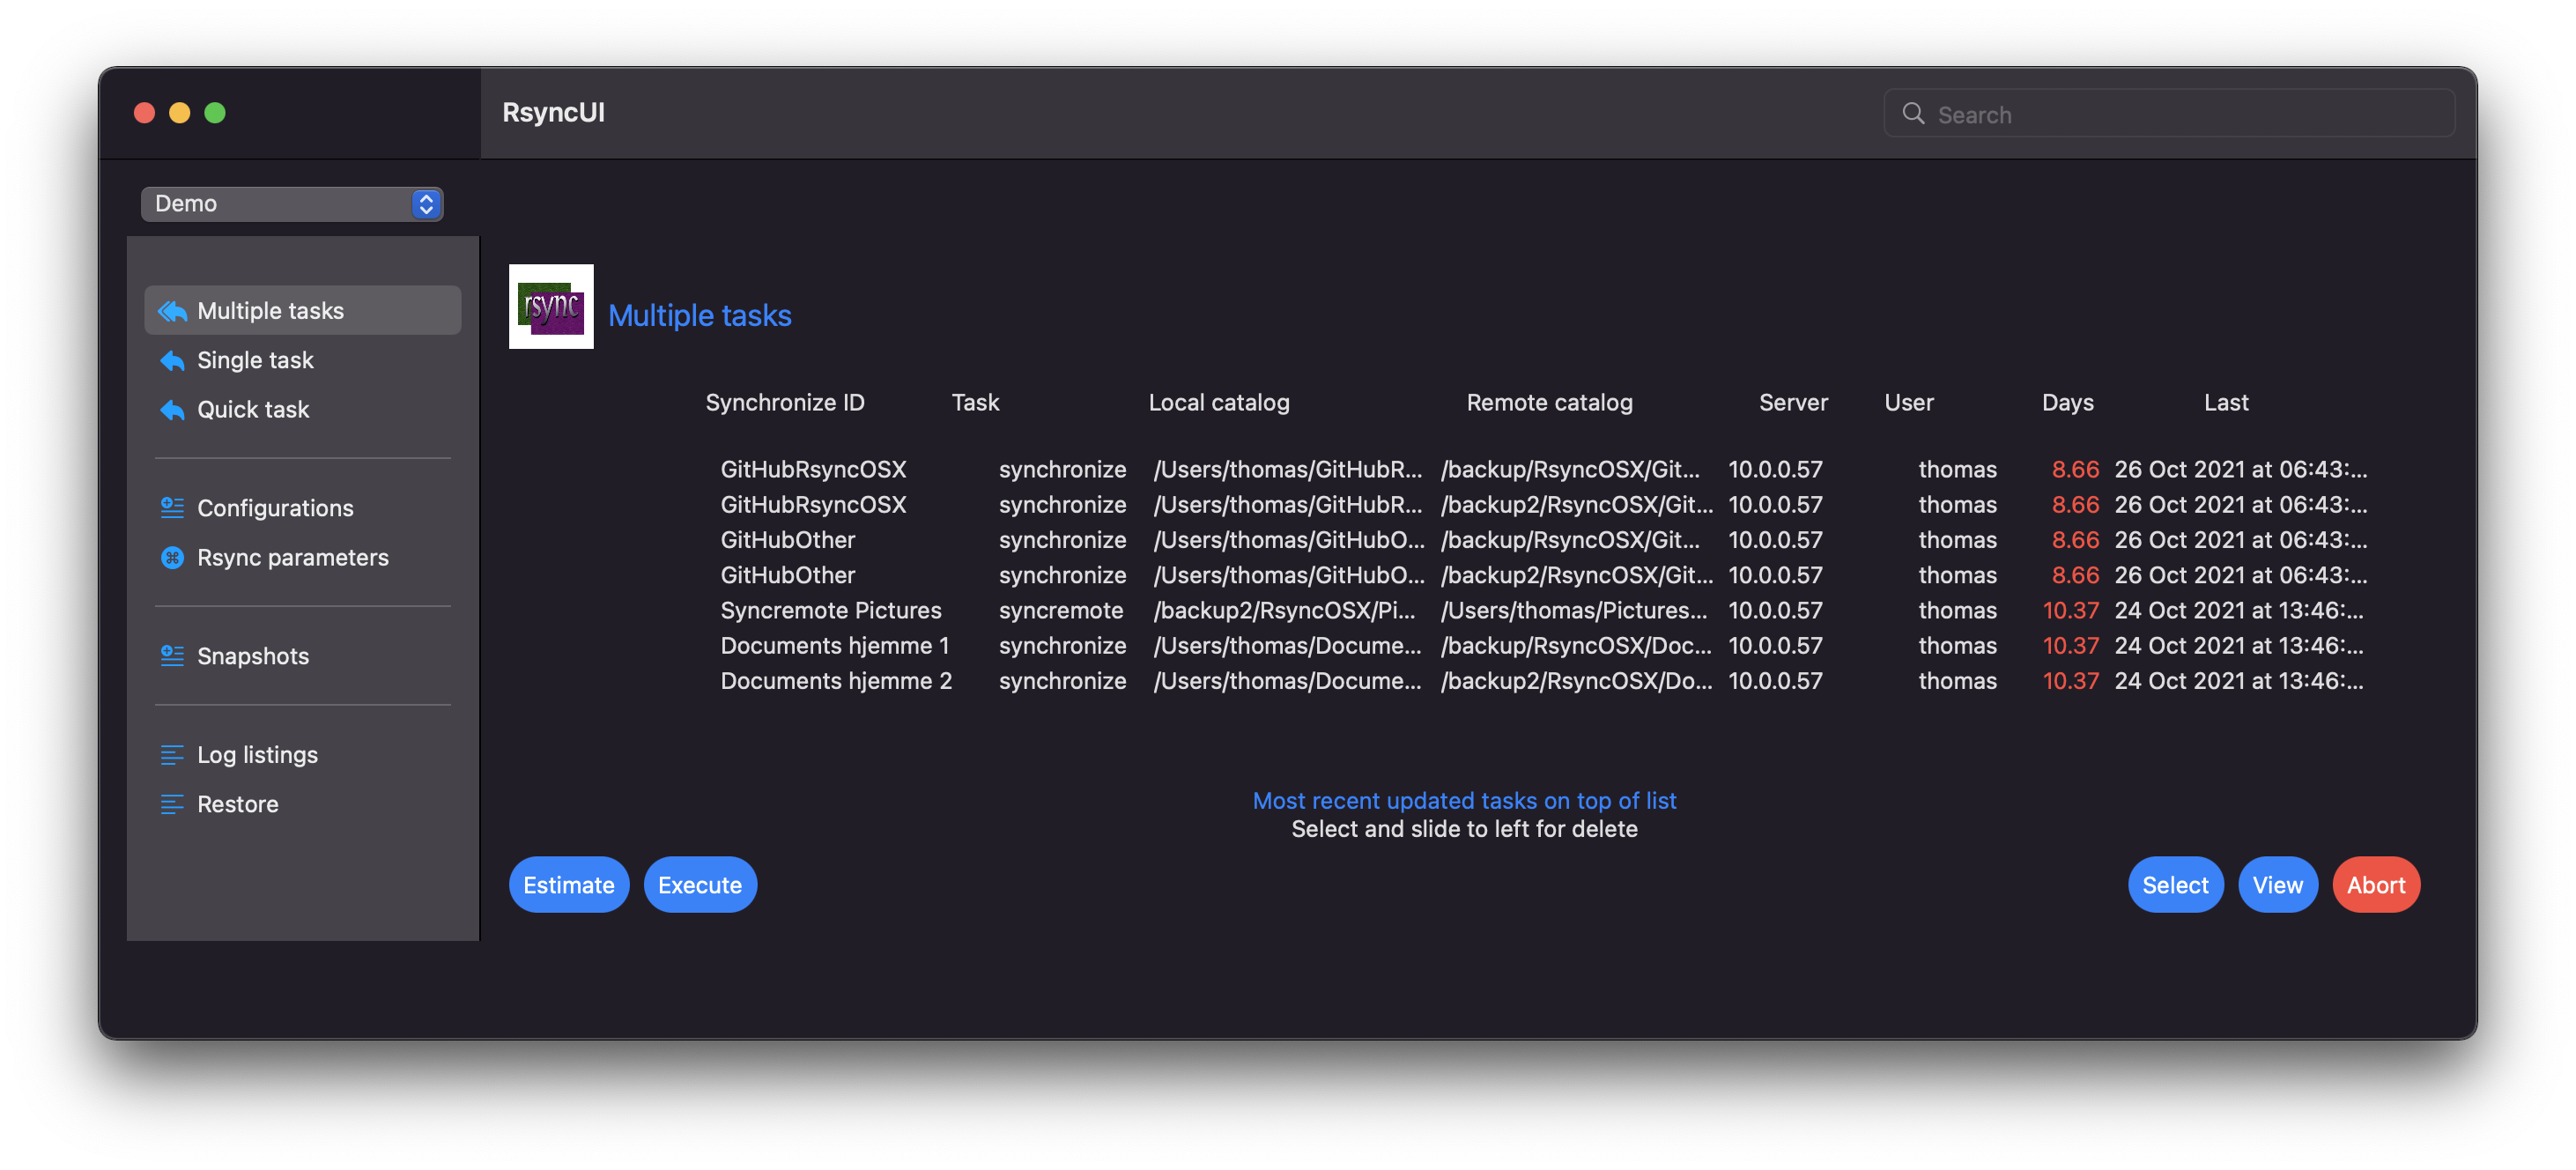 RsyncUI
Search
Demo
Multiple tasks
Single task
Quick task
Configurations
Rsync parameters
Snapshots
Log listings
Restore
rsync
Multiple tasks
Synchronize ID Task Local catalog Remote catalog Server User Days Last
GitHubRsyncOSX synchronize /Users/thomas/GitHubR... /backup/RsyncOSX/Git... 10.0.0.57 thomas 8.66 26 Oct 2021 at 06:43:...
GitHubRsyncOSX synchronize /Users/thomas/GitHubR... /backup2/RsyncOSX/Git... 10.0.0.57 thomas 8.66 26 Oct 2021 at 06:43:...
GitHubOther synchronize /Users/thomas/GitHubO... /backup/RsyncOSX/Git... 10.0.0.57 thomas 8.66 26 Oct 2021 at 06:43:...
GitHubOther synchronize /Users/thomas/GitHubO... /backup2/RsyncOSX/Git... 10.0.0.57 thomas 8.66 26 Oct 2021 at 06:43:...
Syncremote Pictures syncremote /backup2/RsyncOSX/Pi... /Users/thomas/Pictures... 10.0.0.57 thomas 10.37 24 Oct 2021 at 13:46:...
Documents hjemme 1 synchronize /Users/thomas/Docume... /backup/RsyncOSX/Doc... 10.0.0.57 thomas 10.37 24 Oct 2021 at 13:46:...
Documents hjemme 2 synchronize /Users/thomas/Docume... /backup2/RsyncOSX/Do... 10.0.0.57 thomas 10.37 24 Oct 2021 at 13:46:...
Most recent updated tasks on top of list
Select and slide to left for delete
Estimate Execute Select View Abort